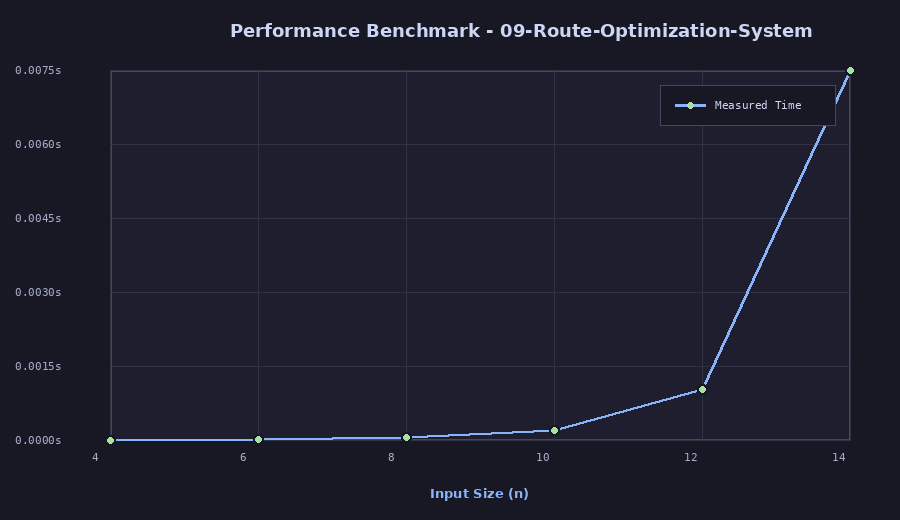 Performance Benchmark - 09-Route-Optimization-System
0.0075s
Measured Time
0.0060s
0.0045s
0.0030s
0.0015s
0.0000s
4 6 8 10 12 14
Input Size (n)